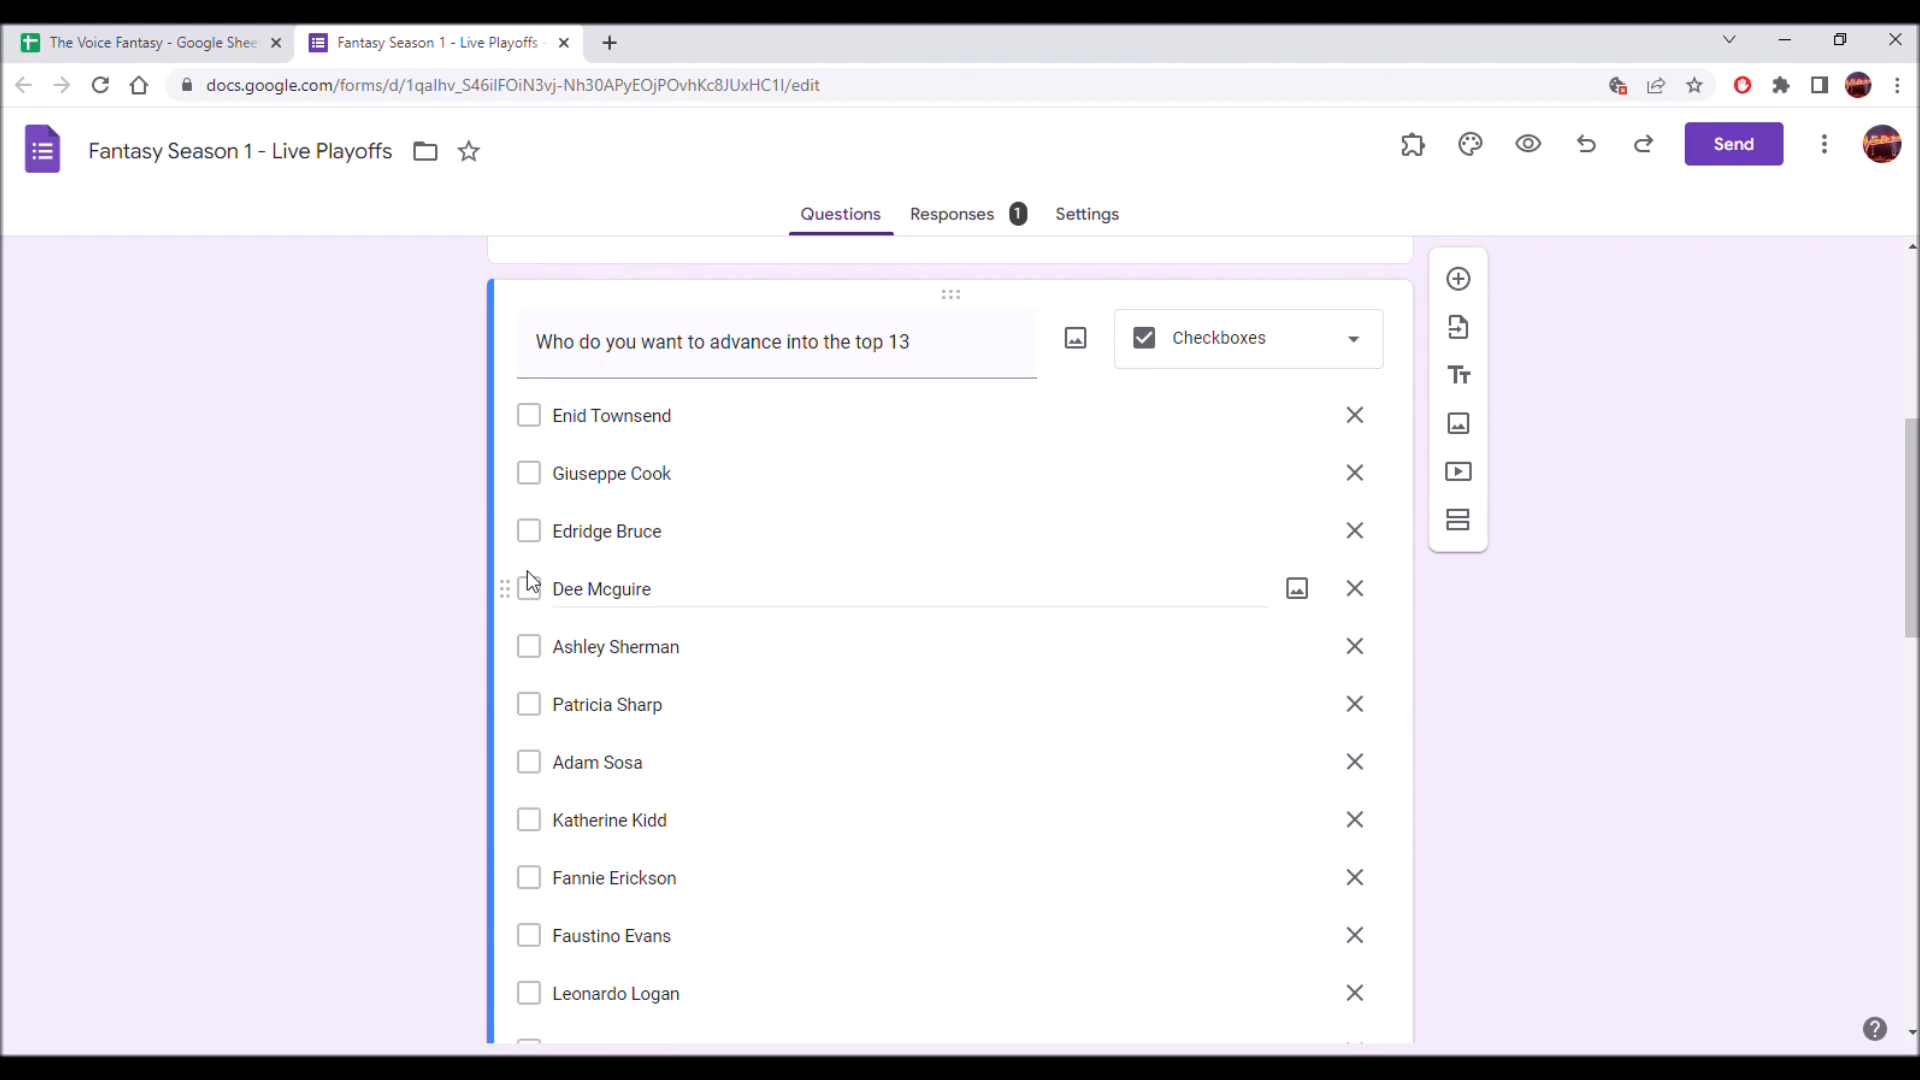 The Voice Fantasy - Google Shee
Fantasy Season 1 - Live Playoffs -
docs.google.com/forms/d/1qalhv_S46iIFOiN3vj-Nh30APyEOjPOvhKc8JUxHC1I/edit
Fantasy Season 1 - Live Playoffs
Send
Questions
Responses 1
Settings
Who do you want to advance into the top 13
Checkboxes
Enid Townsend
Giuseppe Cook
Edridge Bruce
Dee Mcguire
Ashley Sherman
Patricia Sharp
Adam Sosa
Katherine Kidd
Fannie Erickson
Faustino Evans
Leonardo Logan